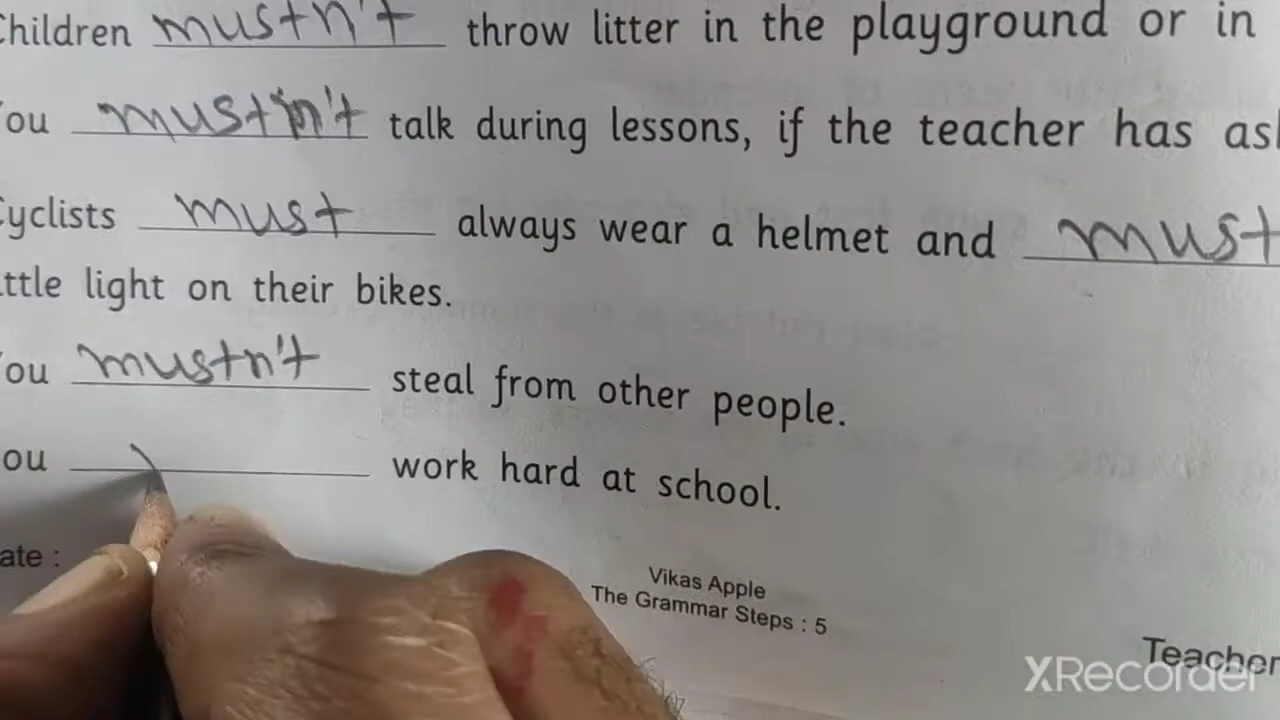 Children mustn't throw litter in the playground or in
You mustn't talk during lessons, if the teacher has as
Cyclists must always wear a helmet and must
ttle light on their bikes.
You mustn't steal from other people.
ou work hard at school.
ate :
Vikas Apple
The Grammar Steps : 5
Teacher
XRecorder